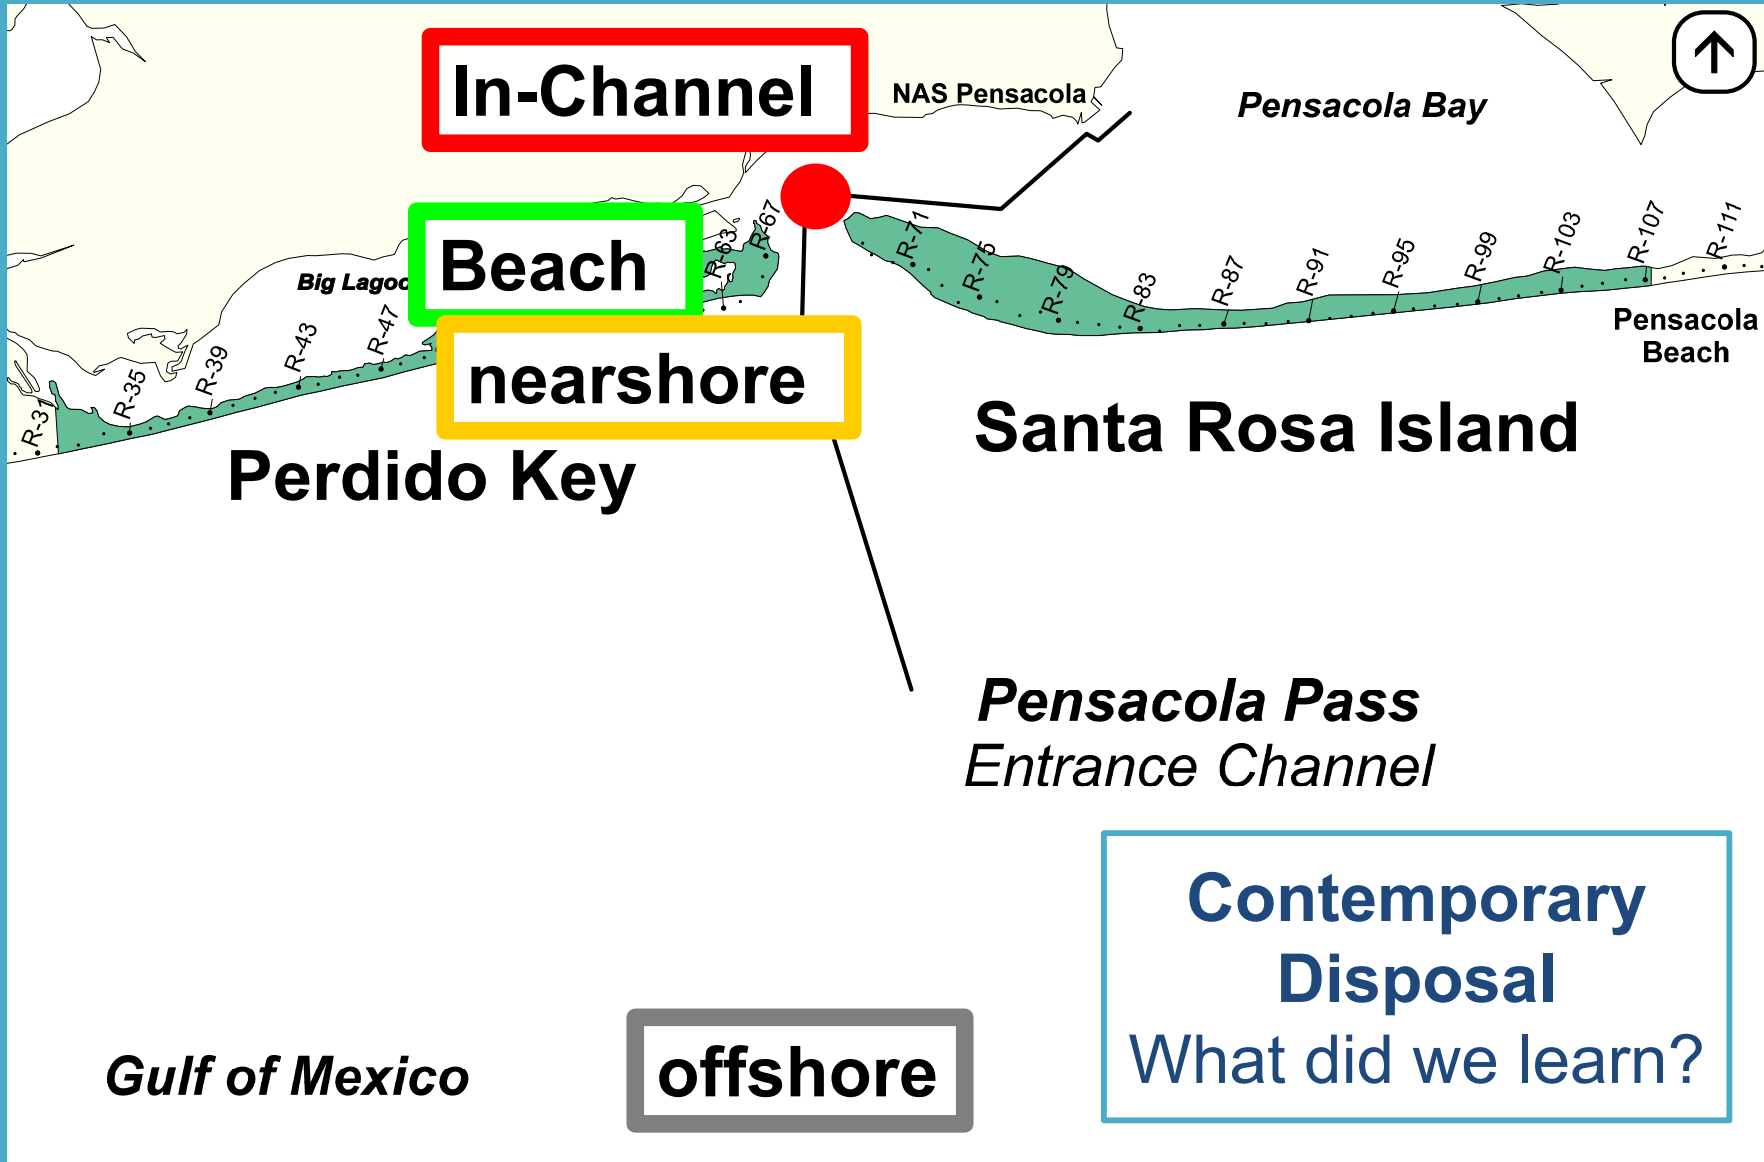 In-Channel
NAS Pensacola
Pensacola Bay
Beach
Big Lagoo
nearshore
R-31
R-35
R-39
R-43
R-47
R-63
R-67
R-71
R-75
R-79
R-83
R-87
R-91
R-95
R-99
R-103
R-107
R-111
Pensacola
Beach
Santa Rosa Island
Perdido Key
Pensacola Pass
Entrance Channel
Contemporary
Disposal
What did we learn?
Gulf of Mexico
offshore